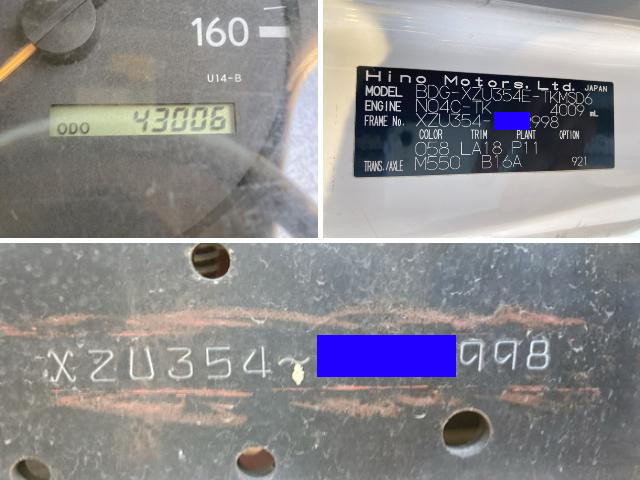 160
U14-B
ODO 43006
Hino Motors, Ltd. JAPAN
MODEL BDG-XZU354E-TKMSD6
ENGINE N04C-TK 4009 mL
FRAME No. XZU354- 998
COLOR TRIM PLANT OPTION
058 LA18 P11
TRANS./AXLE M550 B16A 921
XZU354~ 998